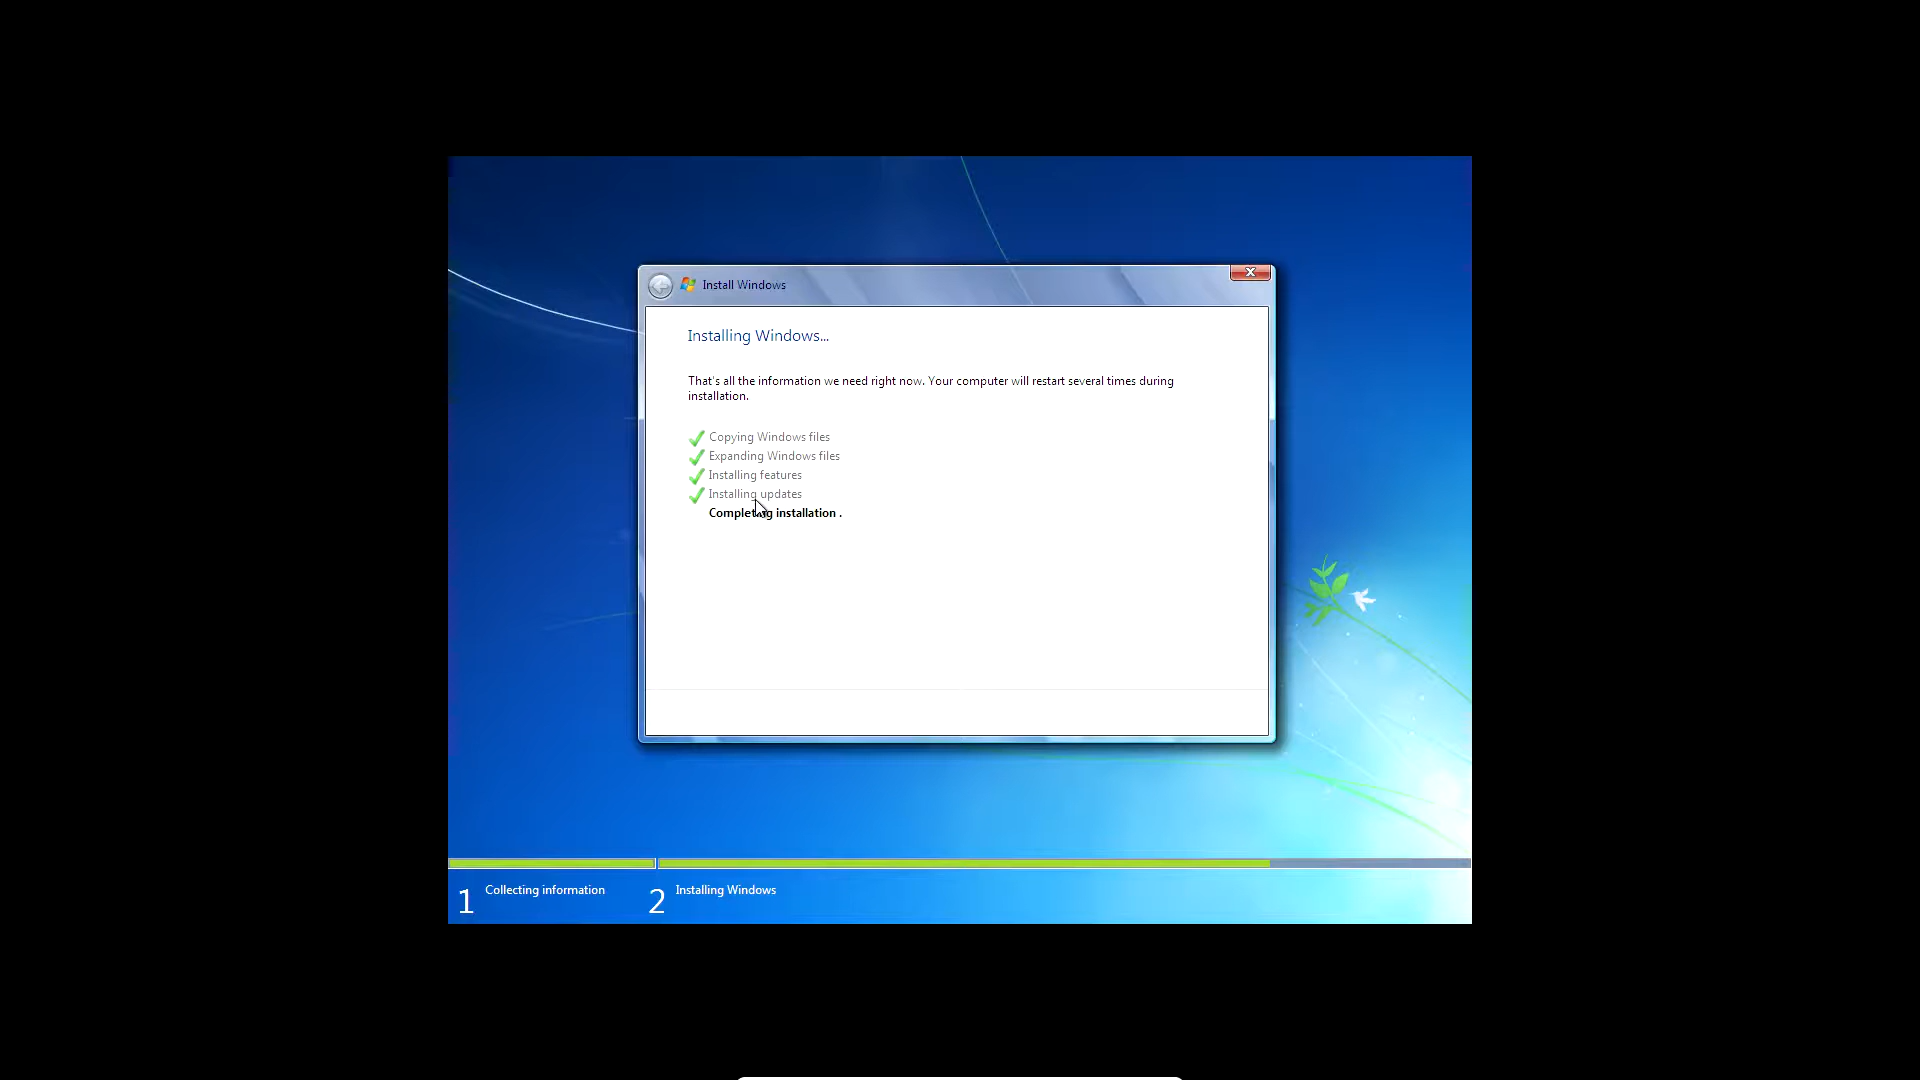 Install Windows
Installing Windows...
That's all the information we need right now. Your computer will restart several times during
installation.
Copying Windows files
Expanding Windows files
Installing features
Installing updates
Completing installation .
1 Collecting information
2 Installing Windows